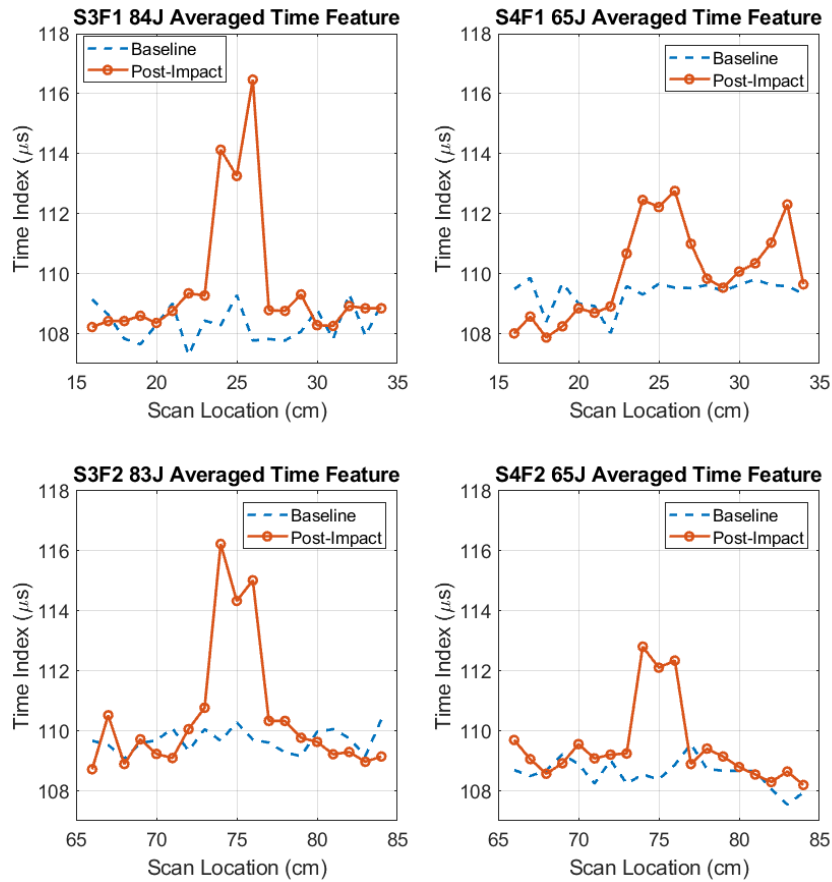 S3F1 84J Averaged Time Feature
118
116
114
112
110
108
Time Index (μs)
Baseline
Post-Impact
15 20 25 30 35
Scan Location (cm)
S4F1 65J Averaged Time Feature
118
116
114
112
110
108
Time Index (μs)
Baseline
Post-Impact
15 20 25 30 35
Scan Location (cm)
S3F2 83J Averaged Time Feature
118
116
114
112
110
108
Time Index (μs)
Baseline
Post-Impact
65 70 75 80 85
Scan Location (cm)
S4F2 65J Averaged Time Feature
118
116
114
112
110
108
Time Index (μs)
Baseline
Post-Impact
65 70 75 80 85
Scan Location (cm)